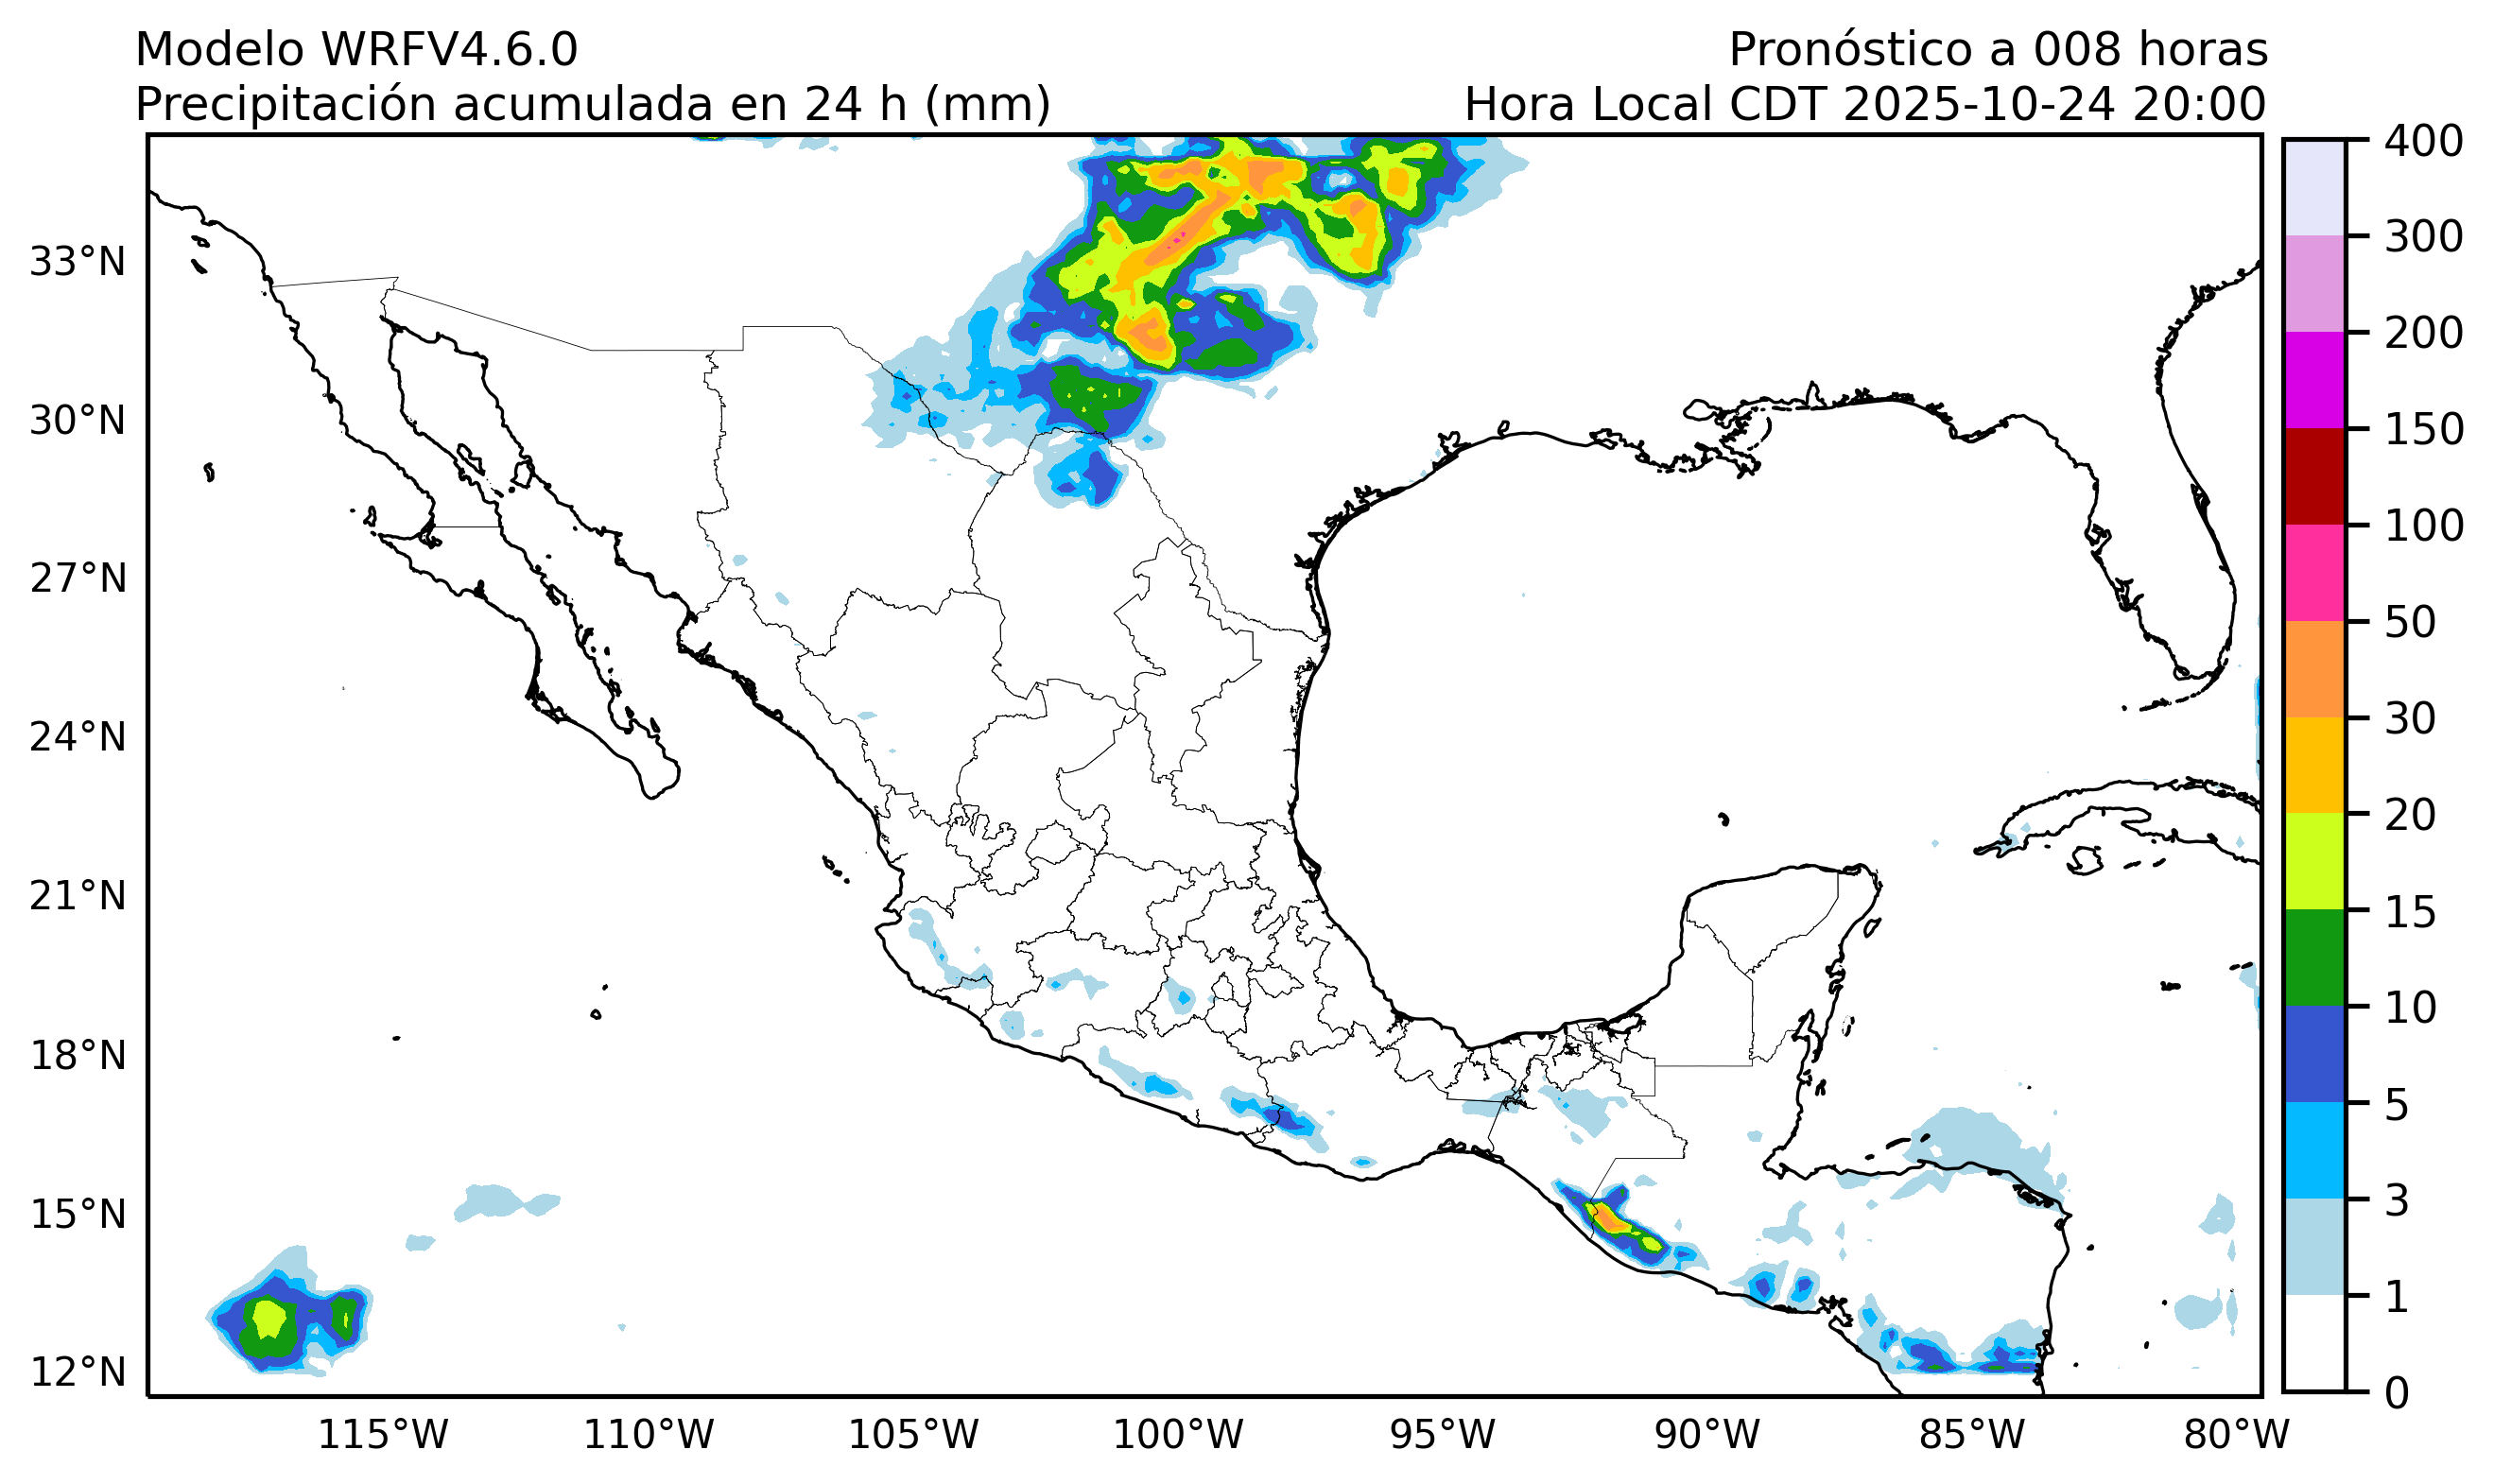 Modelo WRFV4.6.0
Pronóstico a 008 horas
Precipitación acumulada en 24 h (mm)
Hora Local CDT 2025-10-24 20:00
33°N
30°N
27°N
24°N
21°N
18°N
15°N
12°N
115°W
110°W
105°W
100°W
95°W
90°W
85°W
80°W
400
300
200
150
100
50
30
20
15
10
5
3
1
0